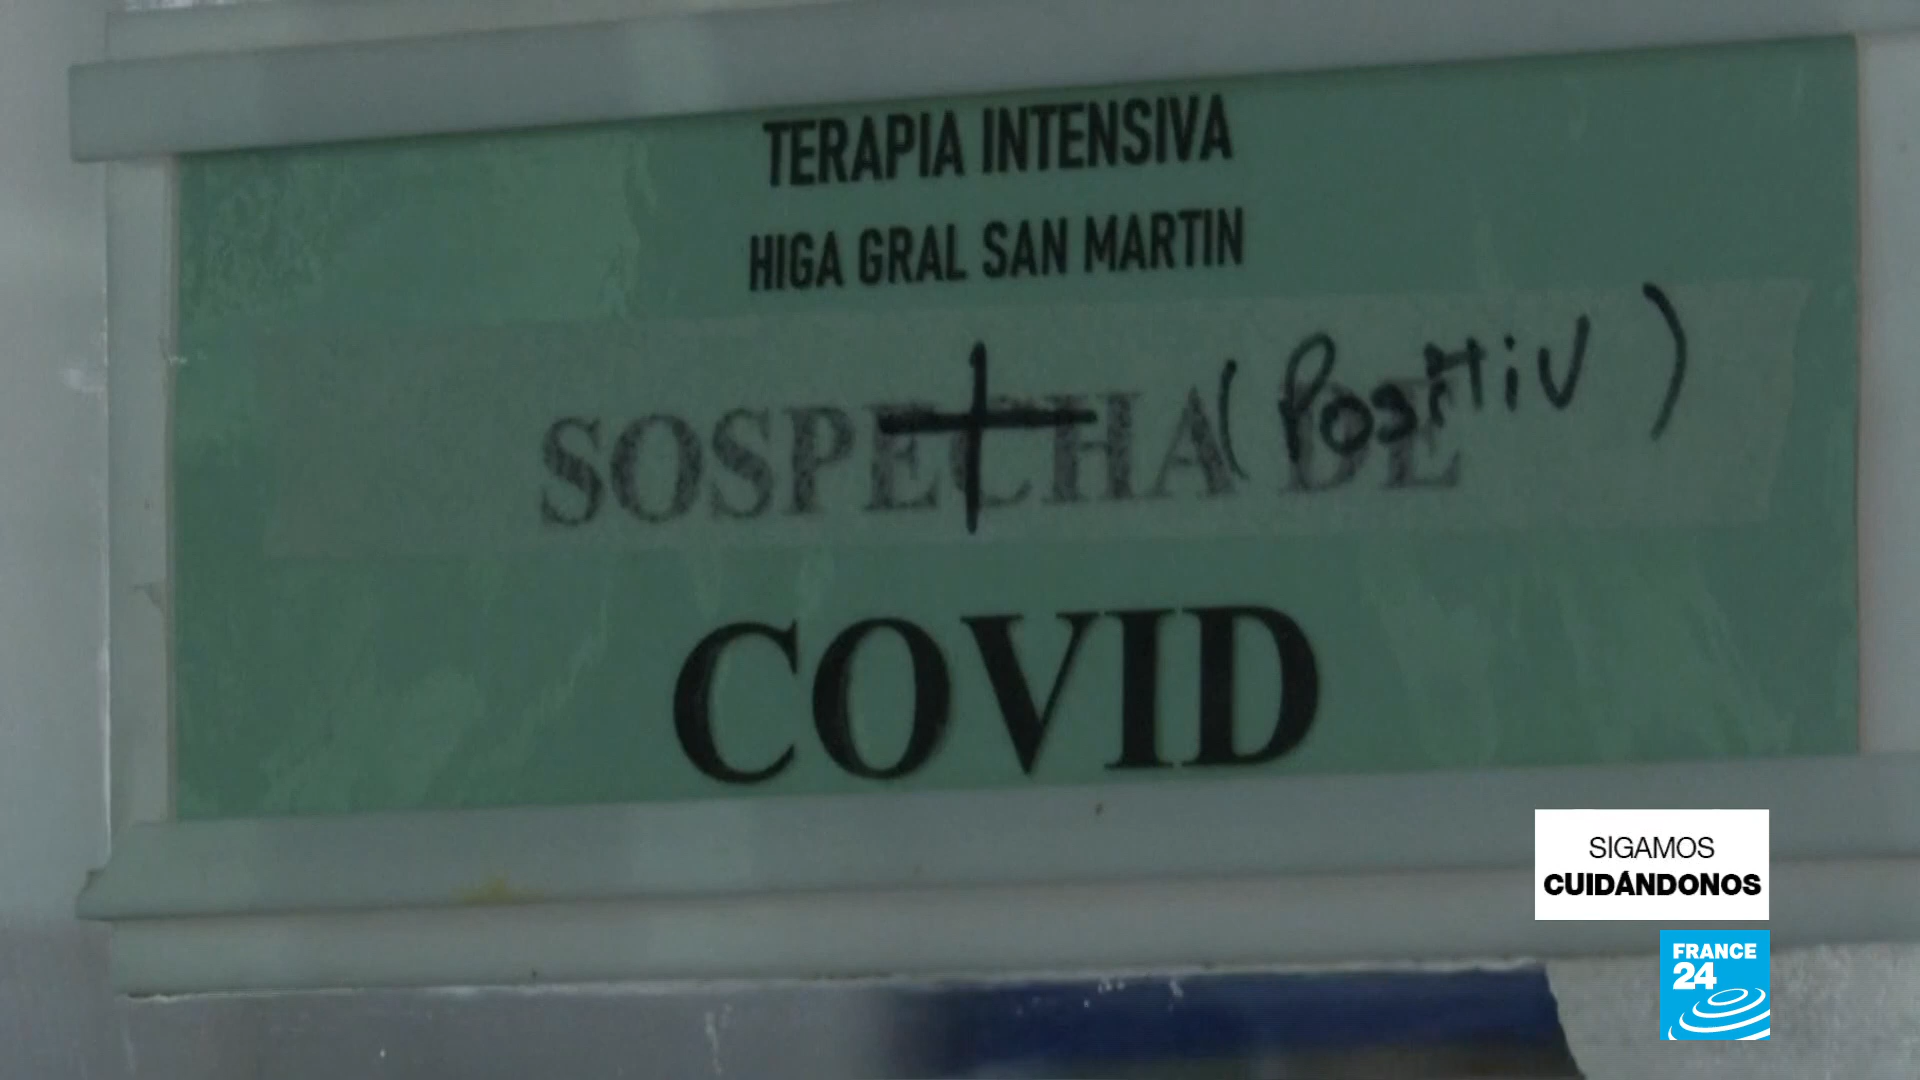 TERAPIA INTENSIVA
HIGA GRAL SAN MARTIN
+ (Positiv)
SOSPECHA DE
COVID
SIGAMOS
CUIDÁNDONOS
FRANCE
24